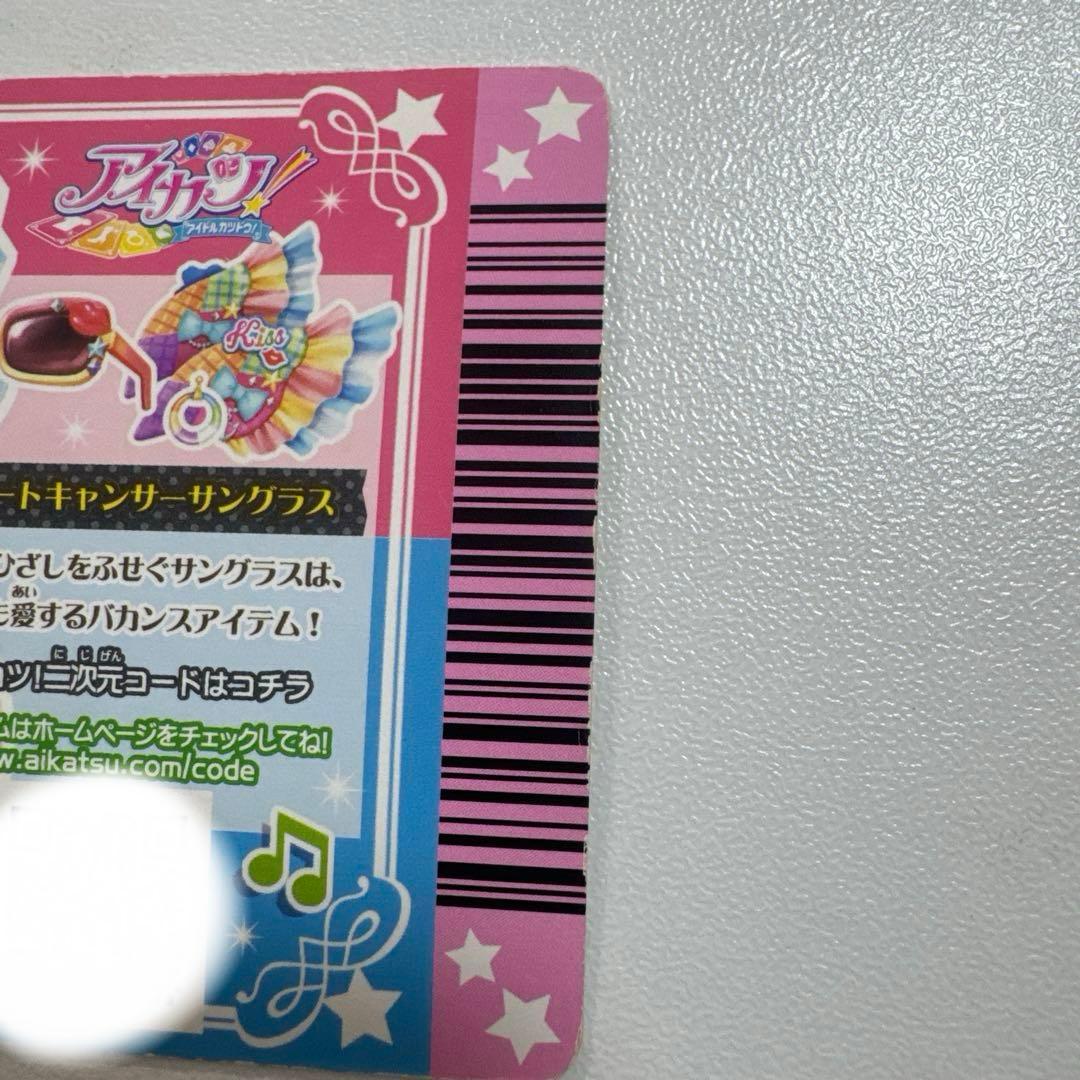 アイカツ!
アイドルカツドウ!
Kiss
ートキャンサーサングラス
ひざしをふせぐサングラスは、
あい
愛するバカンスアイテム!
にじげん
ツ!二次元コードはコチラ
はホームページをチェックしてね!
w.aikatsu.com/code